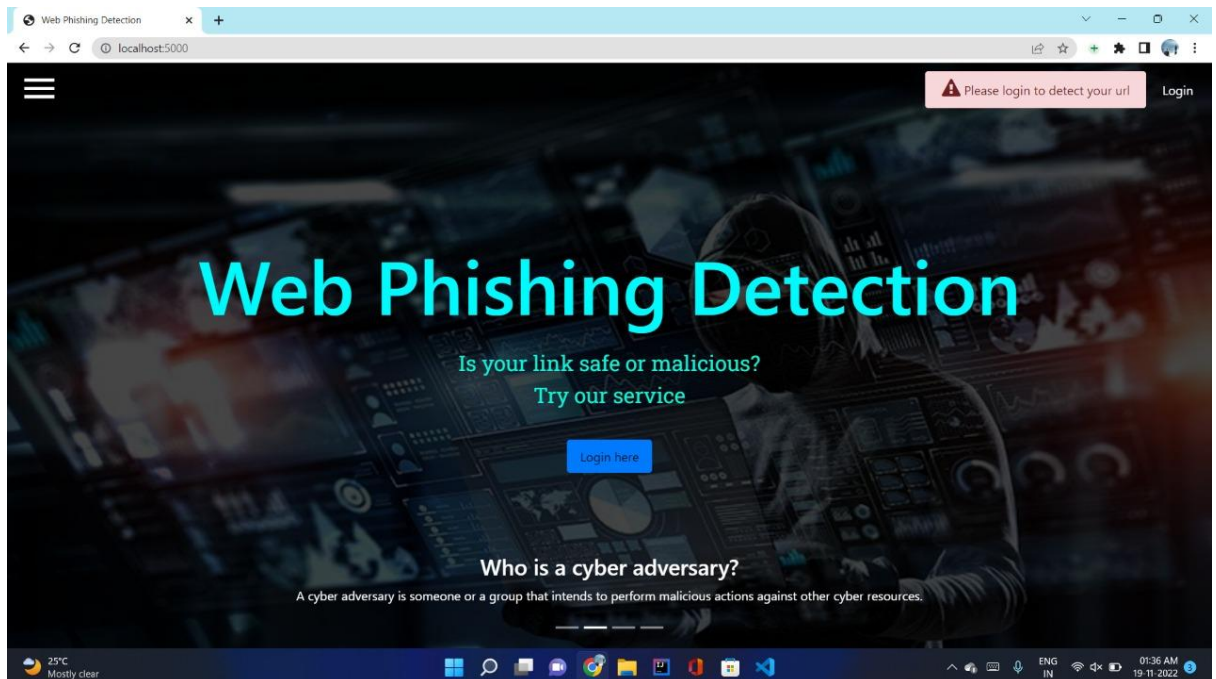 Web Phishing Detection
localhost:5000
Please login to detect your url
Login
Web Phishing Detection
Is your link safe or malicious?
Try our service
Login here
Who is a cyber adversary?
A cyber adversary is someone or a group that intends to perform malicious actions against other cyber resources.
25°C
Mostly clear
ENG
IN
01:36 AM
19-11-2022
3